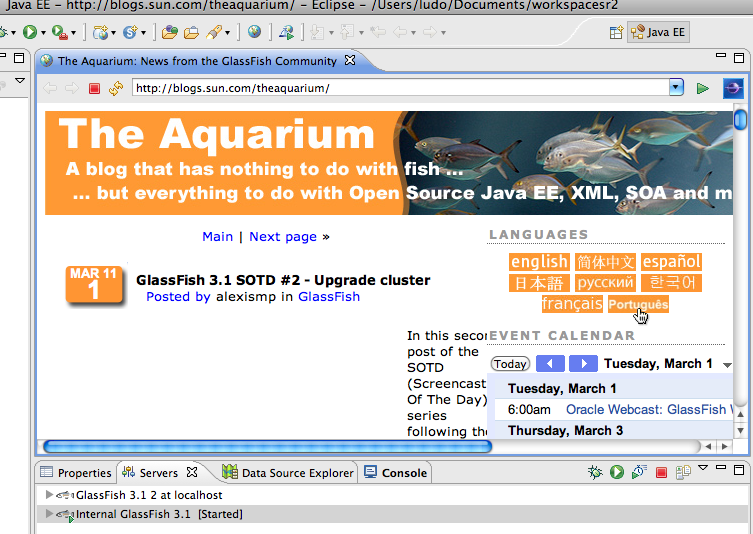 Java EE - http://blogs.sun.com/theaquarium/ - Eclipse - /Users/ludo/Documents/workspacesr2
Java EE
The Aquarium: News from the GlassFish Community
http://blogs.sun.com/theaquarium/
The Aquarium
A blog that has nothing to do with fish ...
... but everything to do with Open Source Java EE, XML, SOA and m
Main | Next page »
LANGUAGES
english 简体中文 español
日本語 русский 한국어
français Português
MAR 11
1
GlassFish 3.1 SOTD #2 - Upgrade cluster
Posted by alexismp in GlassFish
In this secon
post of the
SOTD
(Screencast
Of The Day)
series
following the
EVENT CALENDAR
Today Tuesday, March 1
Tuesday, March 1
6:00am Oracle Webcast: GlassFish
Thursday, March 3
Properties Servers Data Source Explorer Console
GlassFish 3.1 2 at localhost
Internal GlassFish 3.1 [Started]